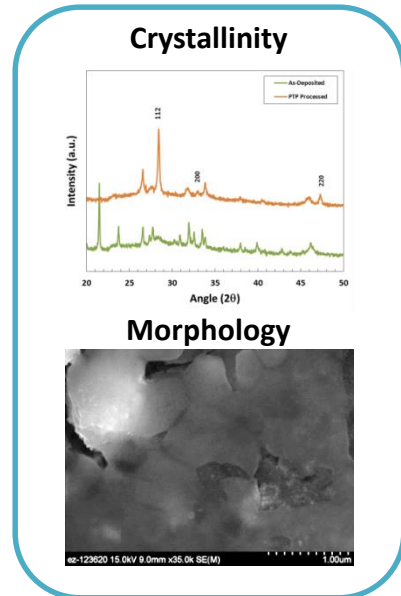 Crystallinity
As-Deposited
PTP Processed
112
200
220
Intensity (a.u.)
20 25 30 35 40 45 50
Angle (2θ)
Morphology
ez-123620 15.0kV 9.0mm x35.0k SE(M) 1.00um